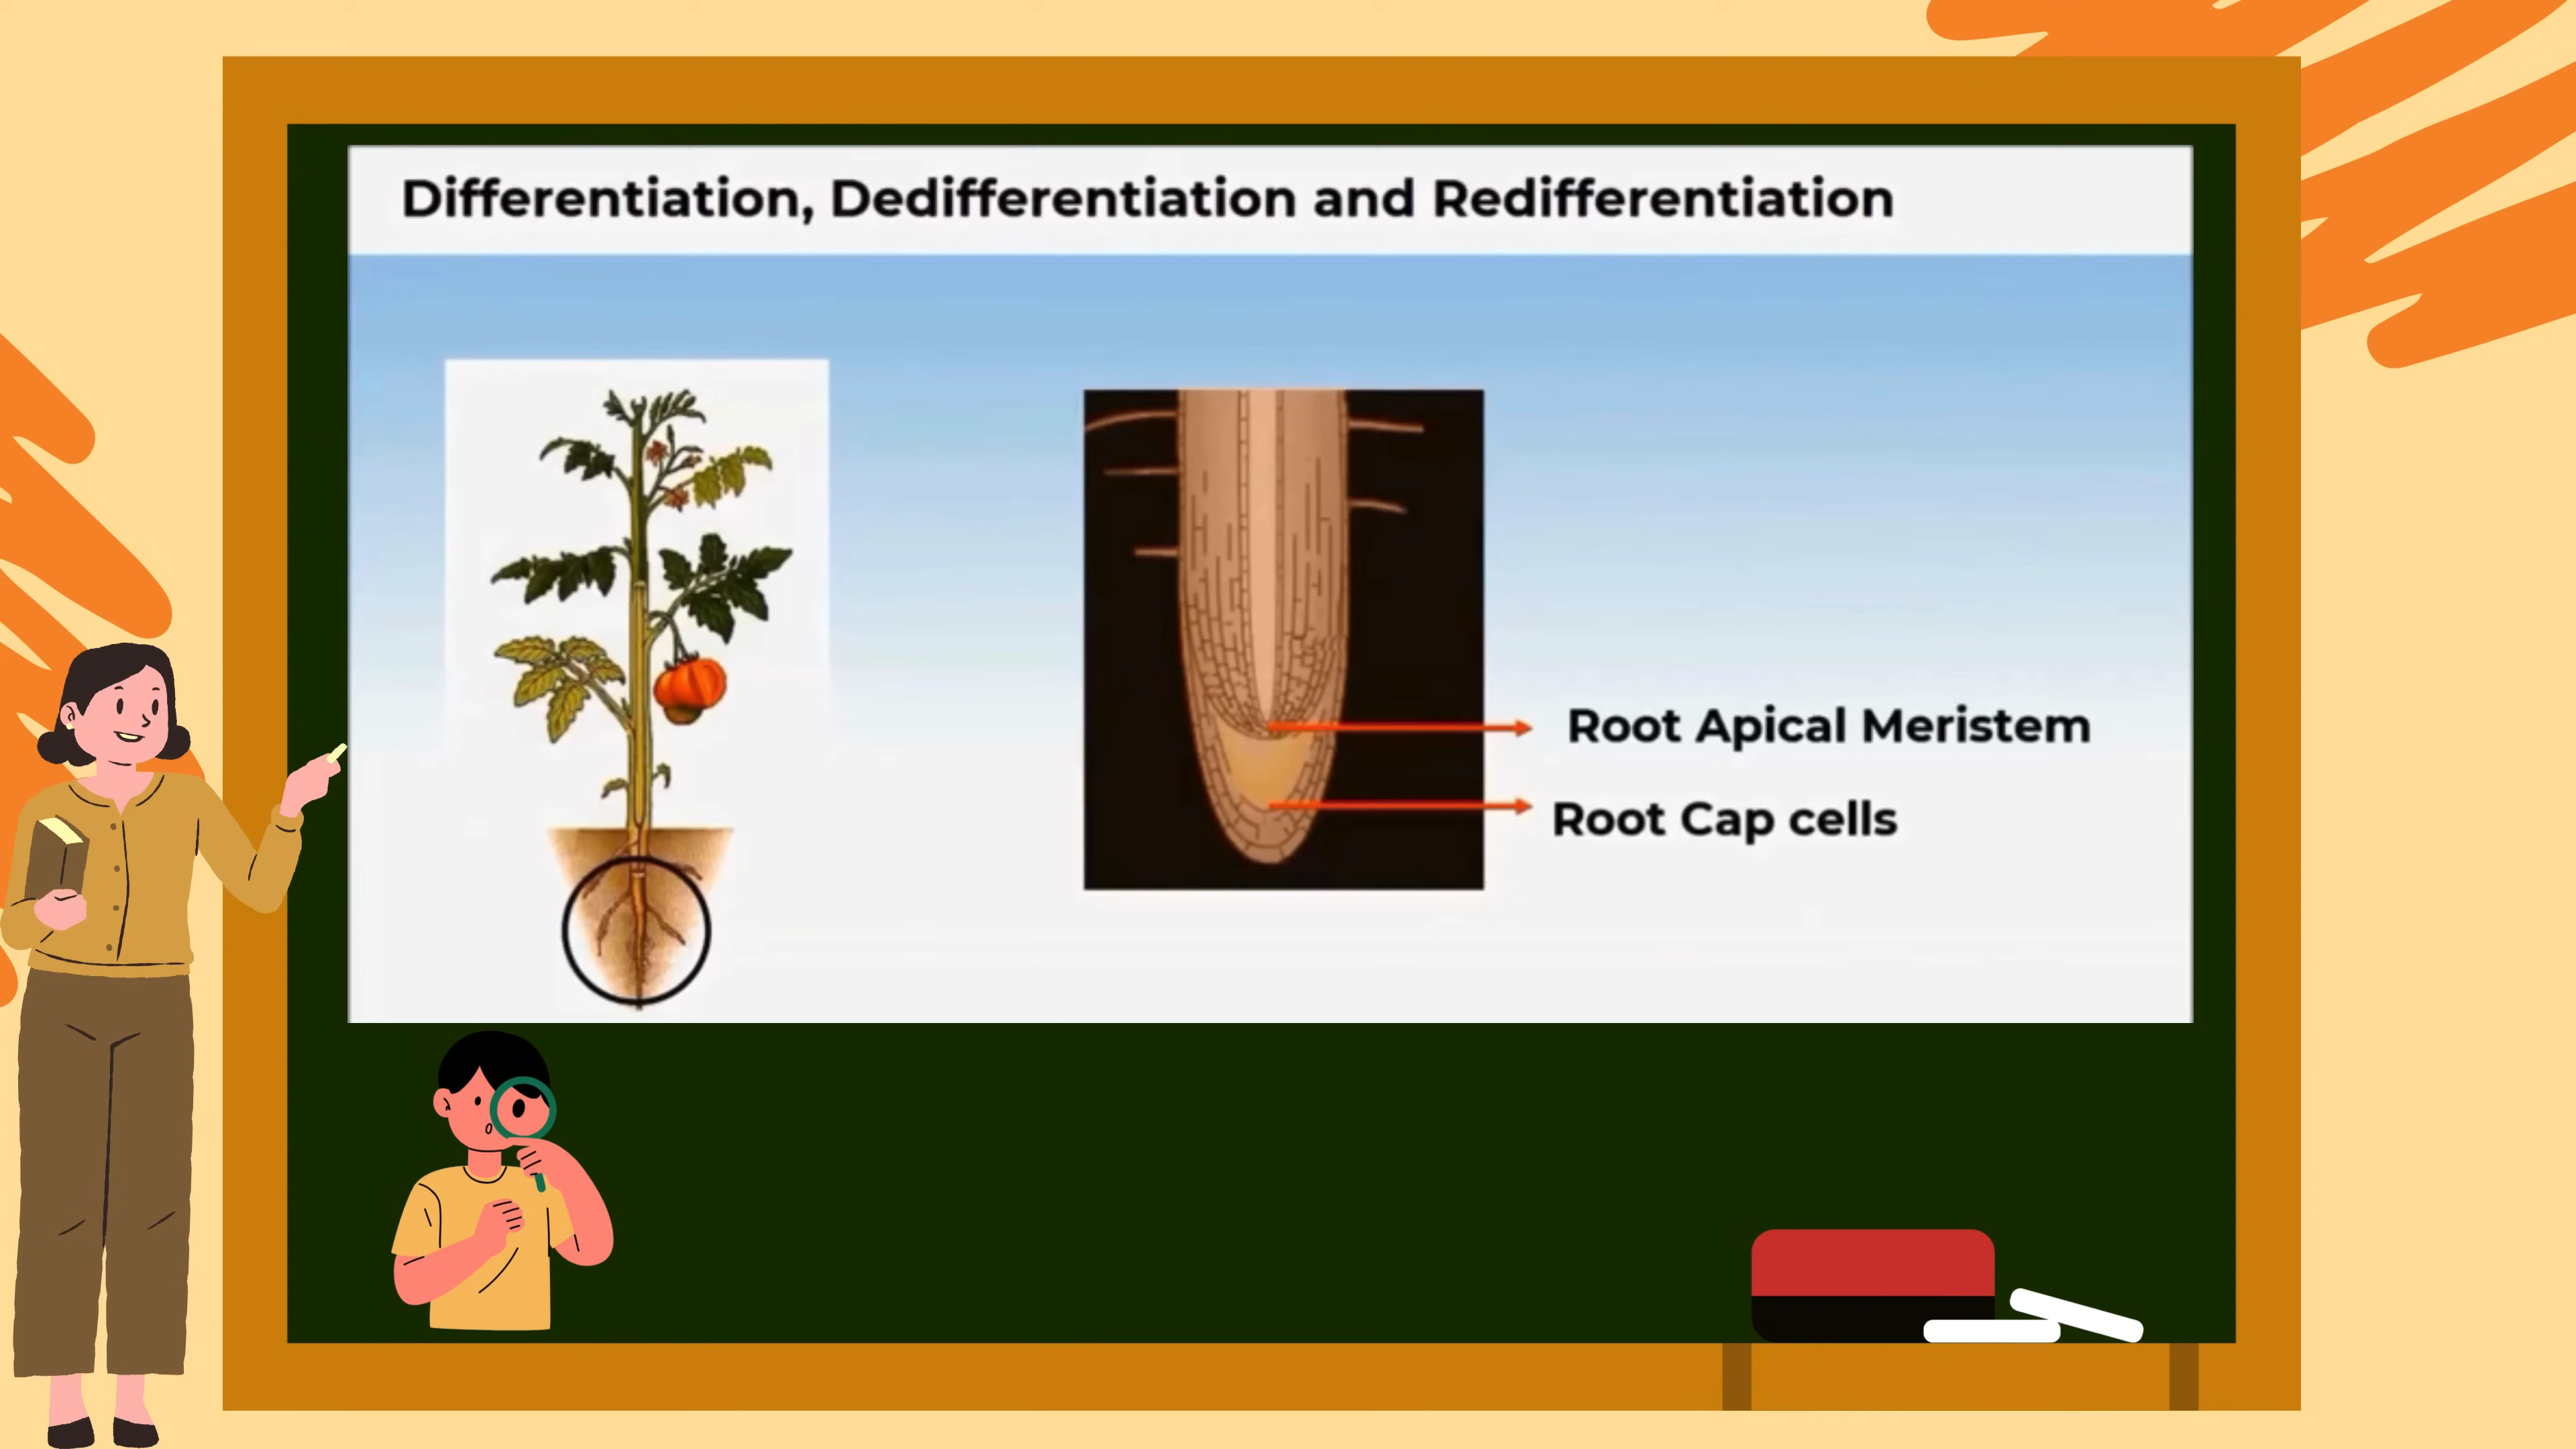 Differentiation, Dedifferentiation and Redifferentiation
Root Apical Meristem
Root Cap cells